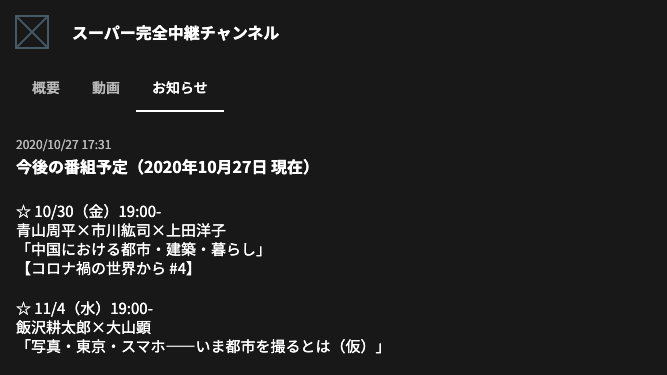 スーパー完全中継チャンネル
概要 動画 お知らせ
2020/10/27 17:31
今後の番組予定（2020年10月27日 現在）
☆ 10/30（金）19:00-
青山周平×市川紘司×上田洋子
「中国における都市・建築・暮らし」
【コロナ禍の世界から #4】
☆ 11/4（水）19:00-
飯沢耕太郎×大山顕
「写真・東京・スマホ――いま都市を撮るとは（仮）」